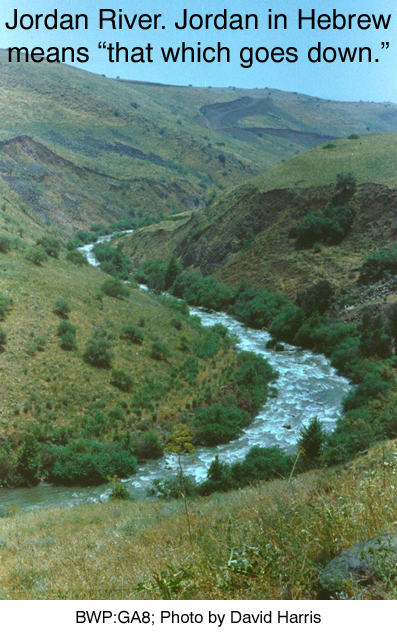 Jordan River. Jordan in Hebrew
means “that which goes down.”
BWP:GA8; Photo by David Harris